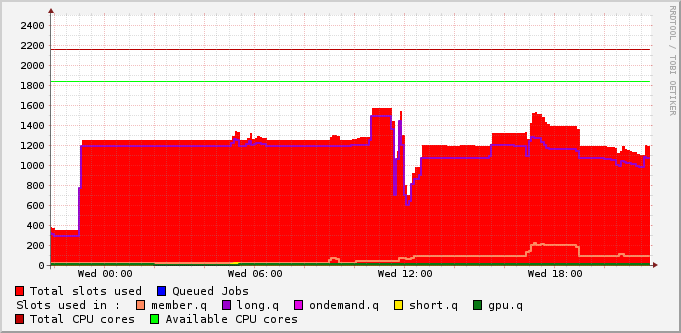 2400
2200
2000
1800
1600
1400
1200
1000
800
600
400
200
0
Wed 00:00 Wed 06:00 Wed 12:00 Wed 18:00
RRDTOOL / TOBI OETIKER
Total slots used Queued Jobs
Slots used in : member.q long.q ondemand.q short.q gpu.q
Total CPU cores Available CPU cores